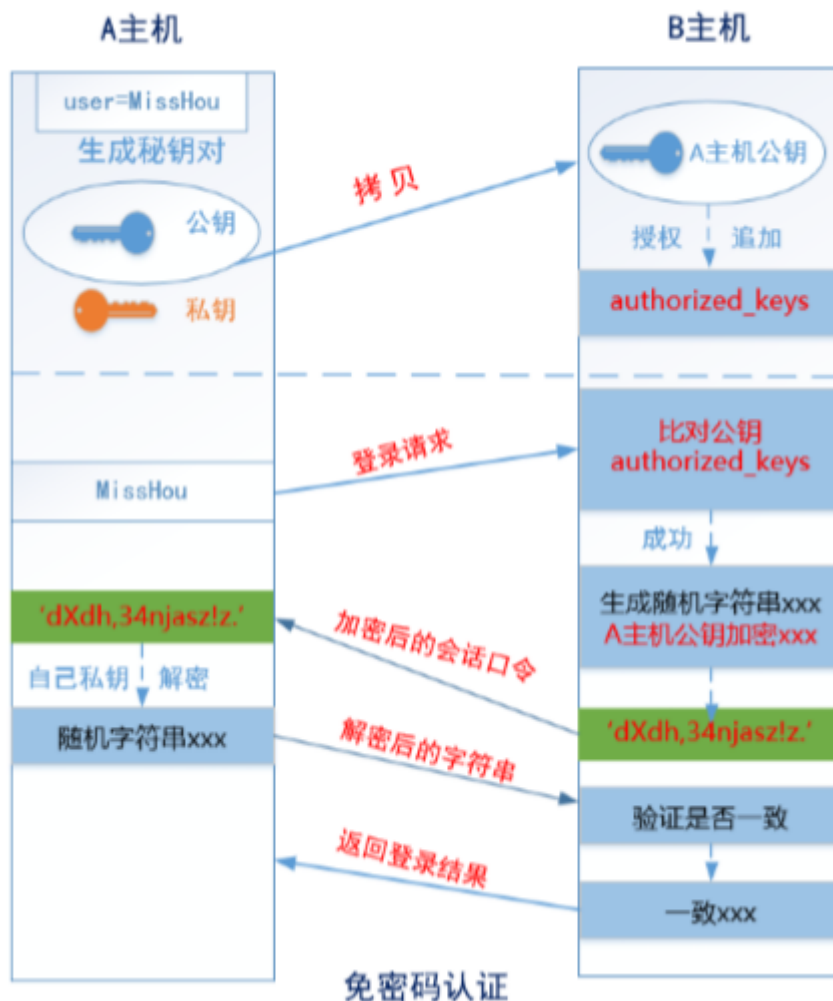 A主机
B主机
user=MissHou
生成秘钥对
公钥
私钥
拷 贝
A主机公钥
授权
追加
authorized_keys
登录请求
比对公钥
authorized_keys
MissHou
成功
生成随机字符串xxx
A主机公钥加密xxx
'dXdh,34njasz!z.'
加密后的会话口令
自己私钥
解密
'dXdh,34njasz!z.'
随机字符串xxx
解密后的字符串
验证是否一致
返回登录结果
一致xxx
免密码认证